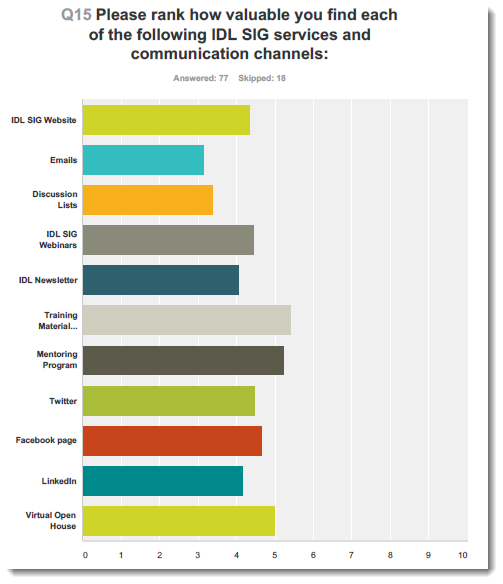 Q15 Please rank how valuable you find each
of the following IDL SIG services and
communication channels:
Answered: 77 Skipped: 18
IDL SIG Website
Emails
Discussion
Lists
IDL SIG
Webinars
IDL Newsletter
Training
Material...
Mentoring
Program
Twitter
Facebook page
LinkedIn
Virtual Open
House
0 1 2 3 4 5 6 7 8 9 10